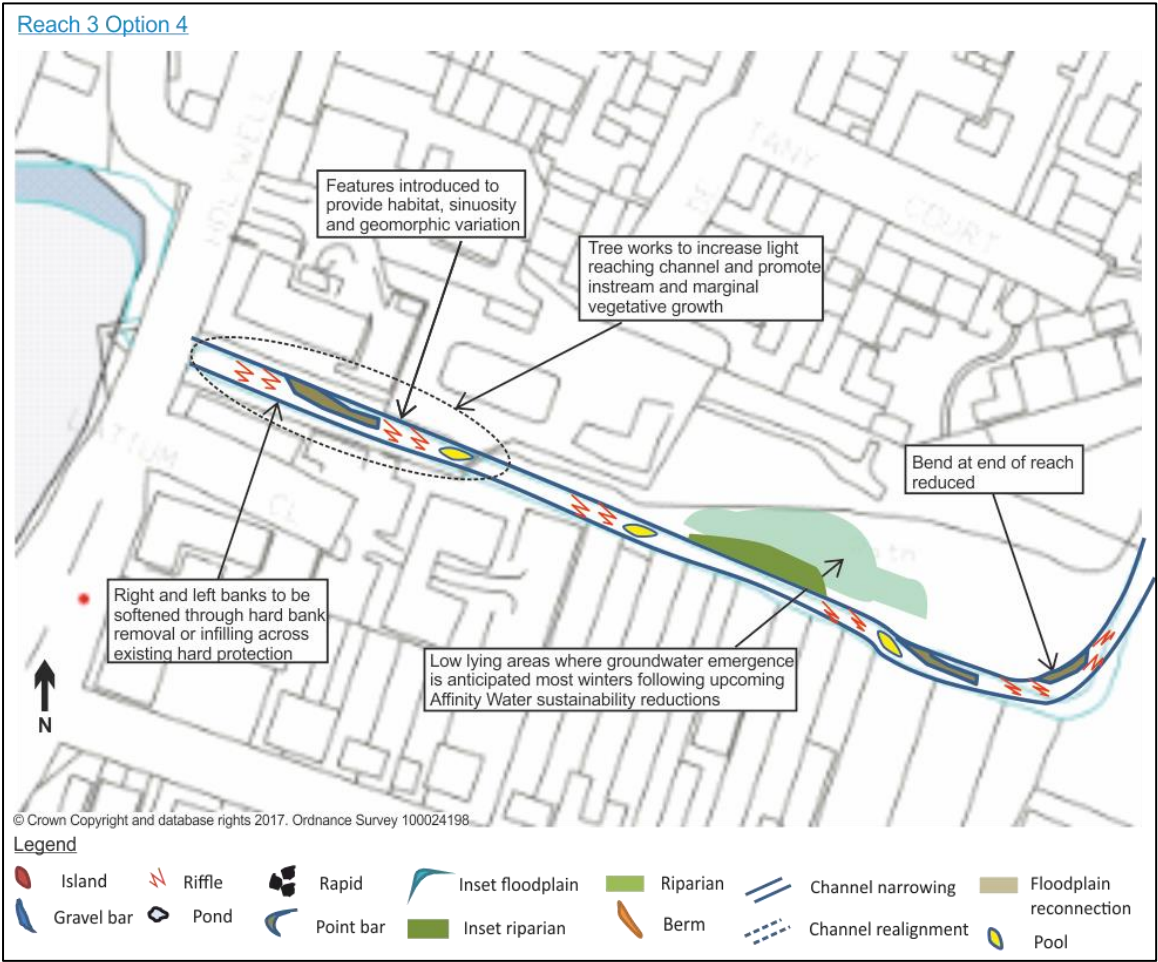 Reach 3 Option 4
HOLYWELL
TANY
COURT
Features introduced to
provide habitat, sinuosity
and geomorphic variation
Tree works to increase light
reaching channel and promote
instream and marginal
vegetative growth
Bend at end of reach
reduced
CL
Right and left banks to be
softened through hard bank
removal or infilling across
existing hard protection
Low lying areas where groundwater emergence
is anticipated most winters following upcoming
Affinity Water sustainability reductions
N
© Crown Copyright and database rights 2017. Ordnance Survey 100024198
Legend
Island
Riffle
Rapid
Inset floodplain
Riparian
Channel narrowing
Floodplain
reconnection
Gravel bar
Pond
Point bar
Inset riparian
Berm
Channel realignment
Pool